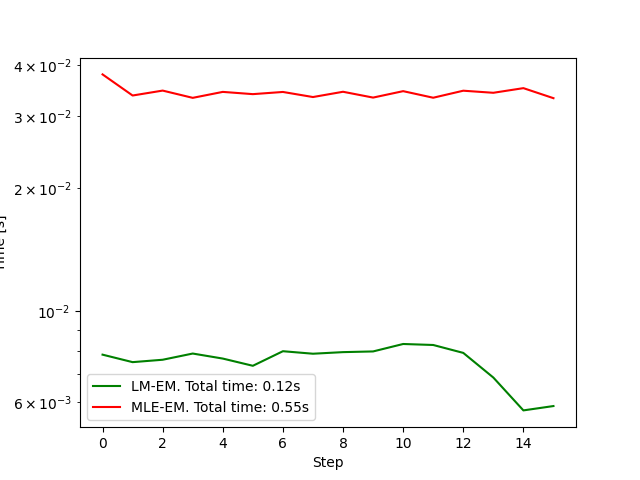 4 × 10⁻²
3 × 10⁻²
2 × 10⁻²
10⁻²
6 × 10⁻³
[s]
LM-EM. Total time: 0.12s
MLE-EM. Total time: 0.55s
0 2 4 6 8 10 12 14
Step